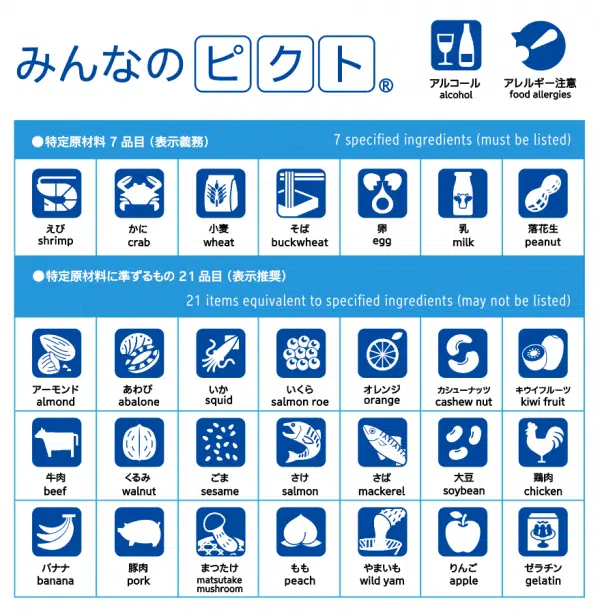 みんなのピクト®
アルコール
alcohol
アレルギー注意
food allergies
●特定原材料 7 品目（表示義務）
7 specified ingredients (must be listed)
えび
shrimp
かに
crab
小麦
wheat
そば
buckwheat
卵
egg
乳
milk
落花生
peanut
●特定原材料に準ずるもの 21 品目（表示推奨）
21 items equivalent to specified ingredients (may not be listed)
アーモンド
almond
あわび
abalone
いか
squid
いくら
salmon roe
オレンジ
orange
カシューナッツ
cashew nut
キウイフルーツ
kiwi fruit
牛肉
beef
くるみ
walnut
ごま
sesame
さけ
salmon
さば
mackerel
大豆
soybean
鶏肉
chicken
バナナ
banana
豚肉
pork
まつたけ
matsutake
mushroom
もも
peach
やまいも
wild yam
りんご
apple
ゼラチン
gelatin